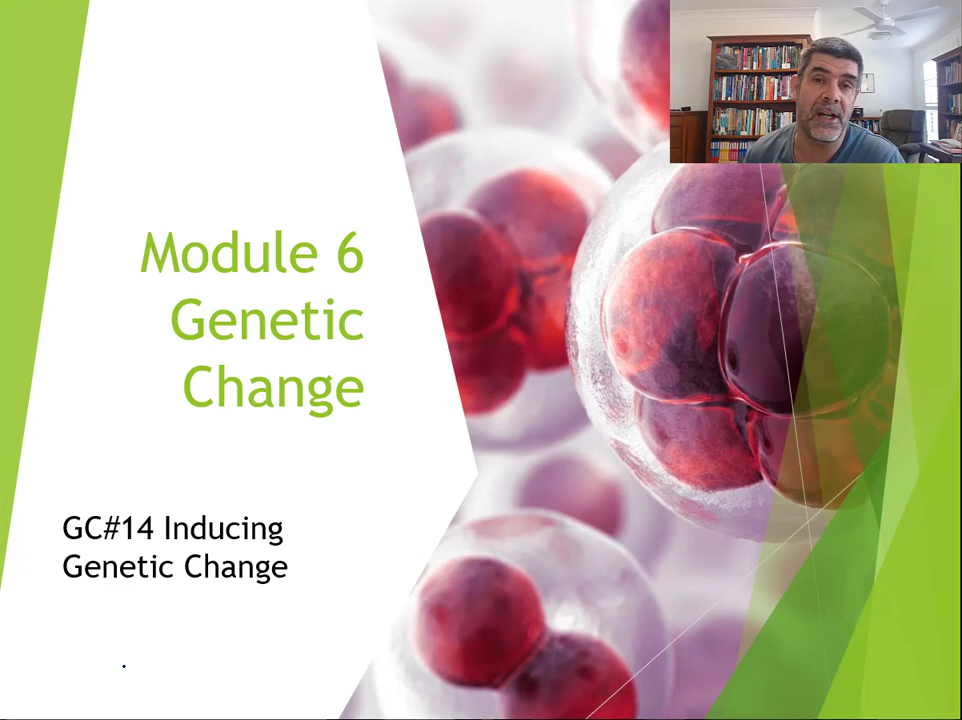 Module 6
Genetic
Change
GC#14 Inducing
Genetic Change